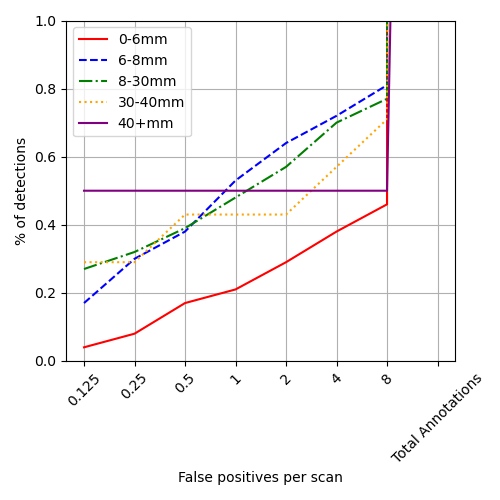 1.0
0.8
0.6
0.4
0.2
0.0
% of detections
0-6mm
6-8mm
8-30mm
30-40mm
40+mm
0.125
0.25
0.5
1
2
4
8
Total Annotations
False positives per scan